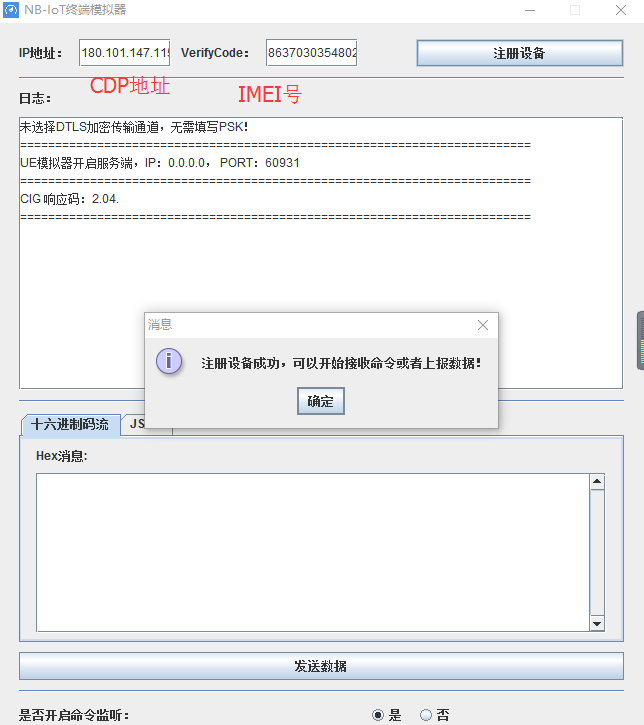 NB-IoT终端模拟器
IP地址： 180.101.147.115 VerifyCode： 8637030354802 注册设备
CDP地址 IMEI号
日志：
未选择DTLS加密传输通道，无需填写PSK！
UE模拟器开启服务端，IP：0.0.0.0， PORT：60931
CIG 响应码：2.04.
消息
注册设备成功，可以开始接收命令或者上报数据！
确定
十六进制码流 JS
Hex消息:
发送数据
是否开启命令监听： 是 否